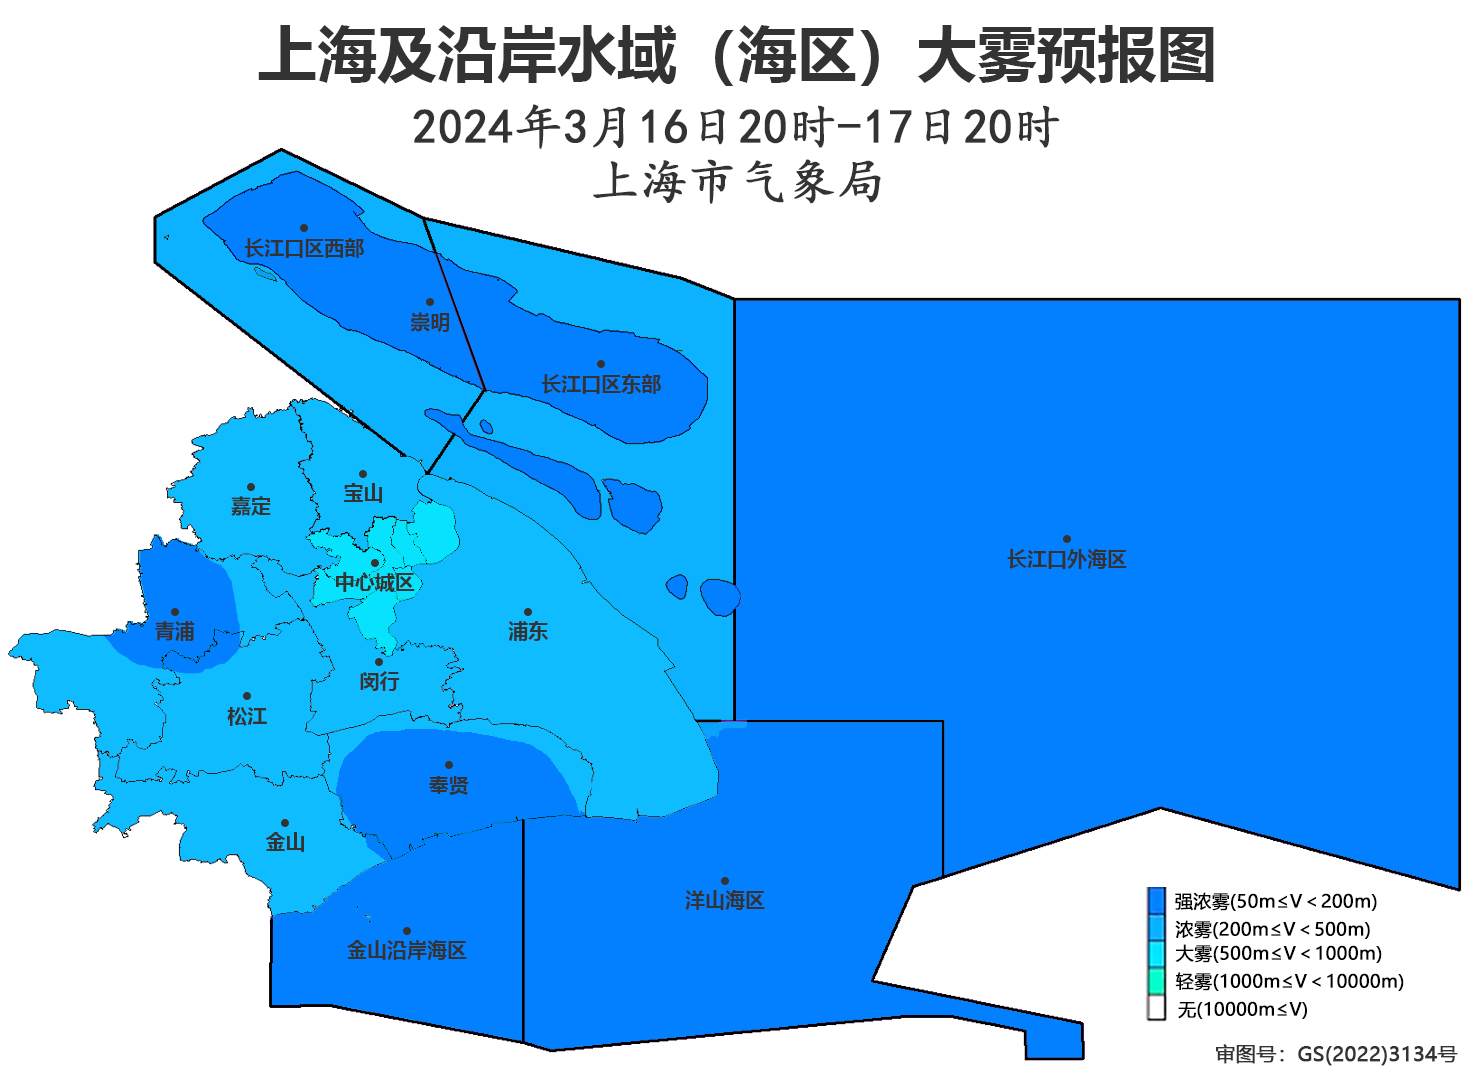 上海及沿岸水域（海区）大雾预报图
2024年3月16日20时-17日20时
上海市气象局
长江口区西部
崇明
长江口区东部
宝山
嘉定
长江口外海区
中心城区
青浦
浦东
闵行
松江
奉贤
金山
洋山海区
金山沿岸海区
强浓雾(50m≤V＜200m)
浓雾(200m≤V＜500m)
大雾(500m≤V＜1000m)
轻雾(1000m≤V＜10000m)
无(10000m≤V)
审图号：GS(2022)3134号